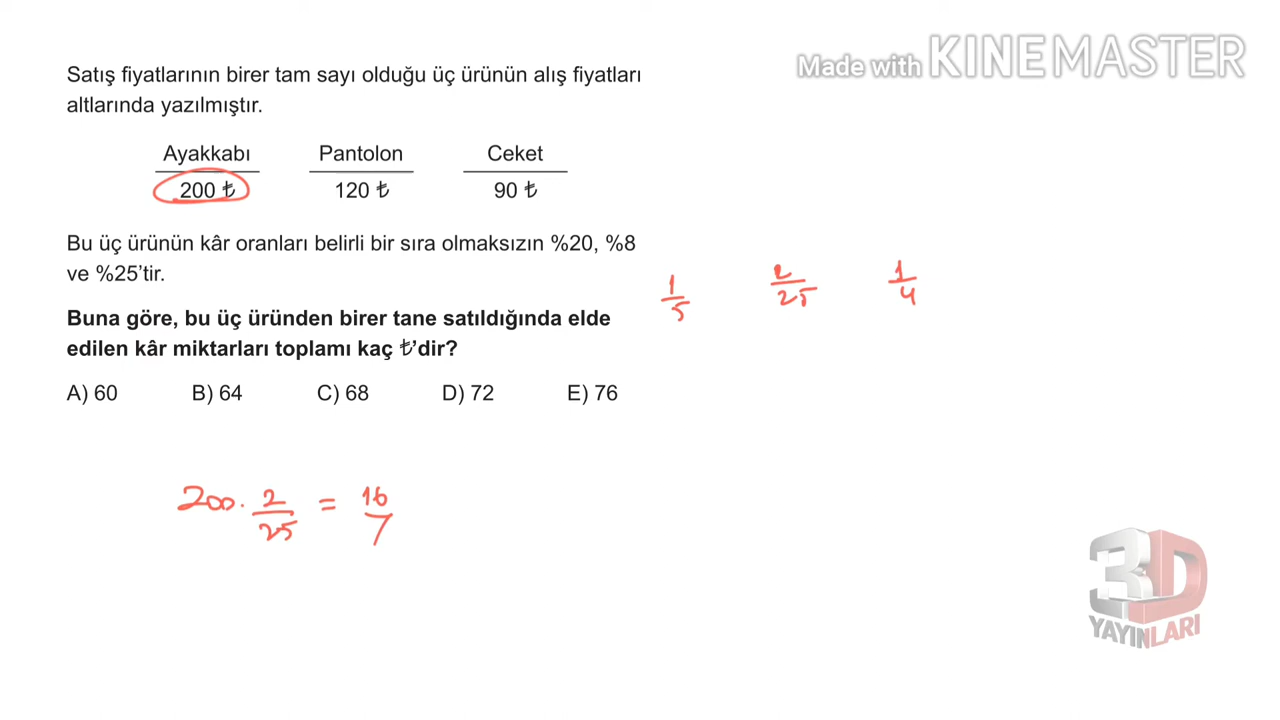 Made with KINEMASTER
Satış fiyatlarının birer tam sayı olduğu üç ürünün alış fiyatları
altlarında yazılmıştır.
Ayakkabı Pantolon Ceket
200 ₺ 120 ₺ 90 ₺
Bu üç ürünün kâr oranları belirli bir sıra olmaksızın %20, %8
ve %25'tir.
1/5 2/25 1/4
Buna göre, bu üç üründen birer tane satıldığında elde
edilen kâr miktarları toplamı kaç ₺'dir?
A) 60 B) 64 C) 68 D) 72 E) 76
200 · 2/25 = 16
3D
YAYINLARI